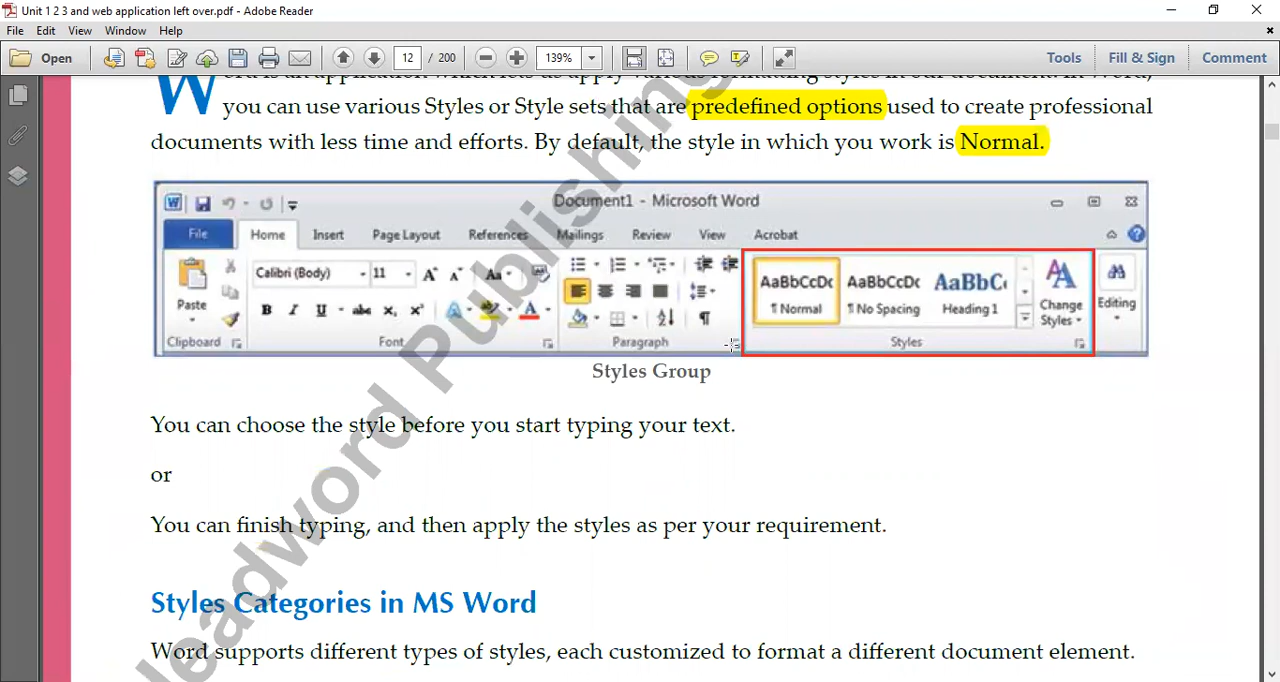 Unit 1 2 3 and web application left over.pdf - Adobe Reader
File Edit View Window Help
Open 12 / 200 139% Tools Fill & Sign Comment
W
you can use various Styles or Style sets that are predefined options used to create professional
documents with less time and efforts. By default, the style in which you work is Normal.
Document1 - Microsoft Word
File Home Insert Page Layout References Mailings Review View Acrobat
Calibri (Body) 11 Aa
AaBbCcDc AaBbCcDc AaBbC
Paste B I U abc x₂ x² A ab A ¶ Normal ¶ No Spacing Heading 1 Change Styles Editing
Clipboard Font Paragraph Styles
Styles Group
You can choose the style before you start typing your text.
or
You can finish typing, and then apply the styles as per your requirement.
Styles Categories in MS Word
Word supports different types of styles, each customized to format a different document element.
leadword Publishing